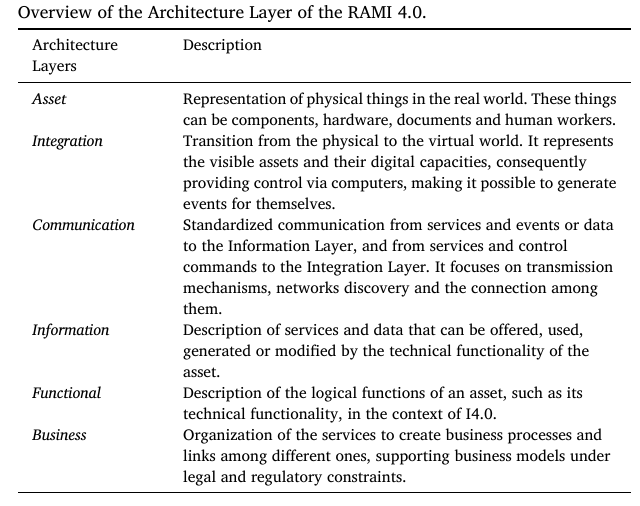 Overview of the Architecture Layer of the RAMI 4.0.
Architecture Layers Description
Asset Representation of physical things in the real world. These things
can be components, hardware, documents and human workers.
Integration Transition from the physical to the virtual world. It represents
the visible assets and their digital capacities, consequently
providing control via computers, making it possible to generate
events for themselves.
Communication Standardized communication from services and events or data
to the Information Layer, and from services and control
commands to the Integration Layer. It focuses on transmission
mechanisms, networks discovery and the connection among
them.
Information Description of services and data that can be offered, used,
generated or modified by the technical functionality of the
asset.
Functional Description of the logical functions of an asset, such as its
technical functionality, in the context of I4.0.
Business Organization of the services to create business processes and
links among different ones, supporting business models under
legal and regulatory constraints.